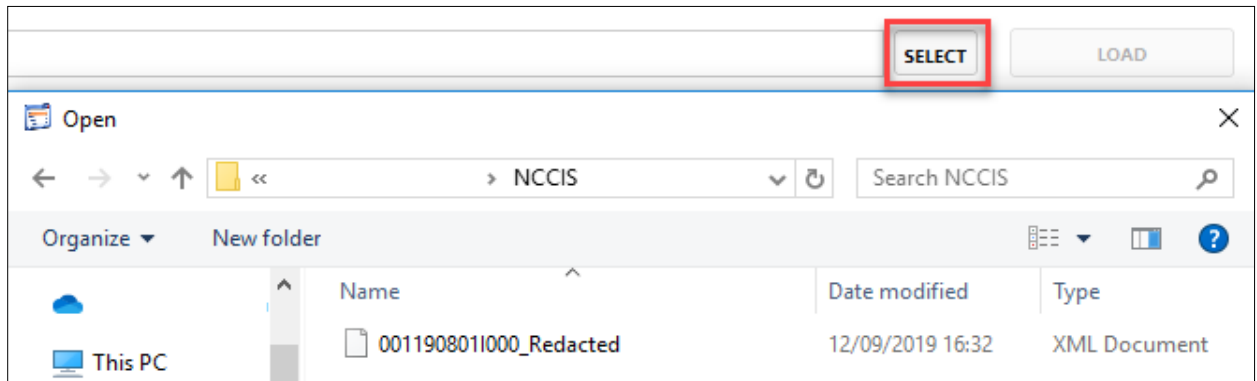 SELECT LOAD
Open
« > NCCIS Search NCCIS
Organize New folder ?
Name Date modified Type
001190801I000_Redacted 12/09/2019 16:32 XML Document
This PC